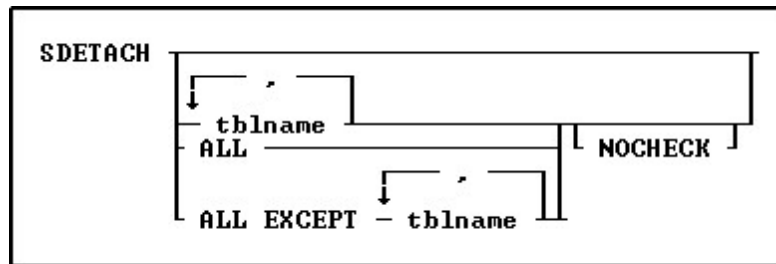 SDETACH
,
tblname
ALL
NOCHECK
,
ALL EXCEPT tblname